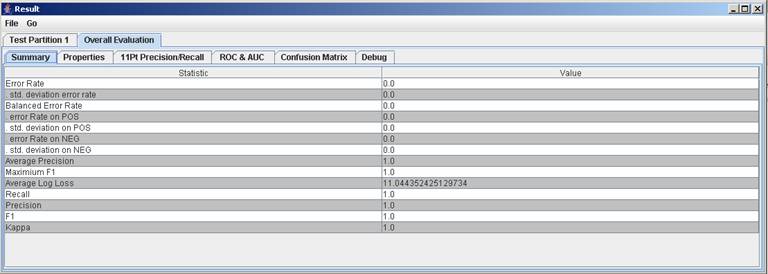 Result
File Go
Test Partition 1 Overall Evaluation
Summary Properties 11Pt Precision/Recall ROC & AUC Confusion Matrix Debug
Statistic Value
Error Rate 0.0
. std. deviation error rate 0.0
Balanced Error Rate 0.0
. error Rate on POS 0.0
. std. deviation on POS 0.0
. error Rate on NEG 0.0
. std. deviation on NEG 0.0
Average Precision 1.0
Maximium F1 1.0
Average Log Loss 11.044352425129734
Recall 1.0
Precision 1.0
F1 1.0
Kappa 1.0